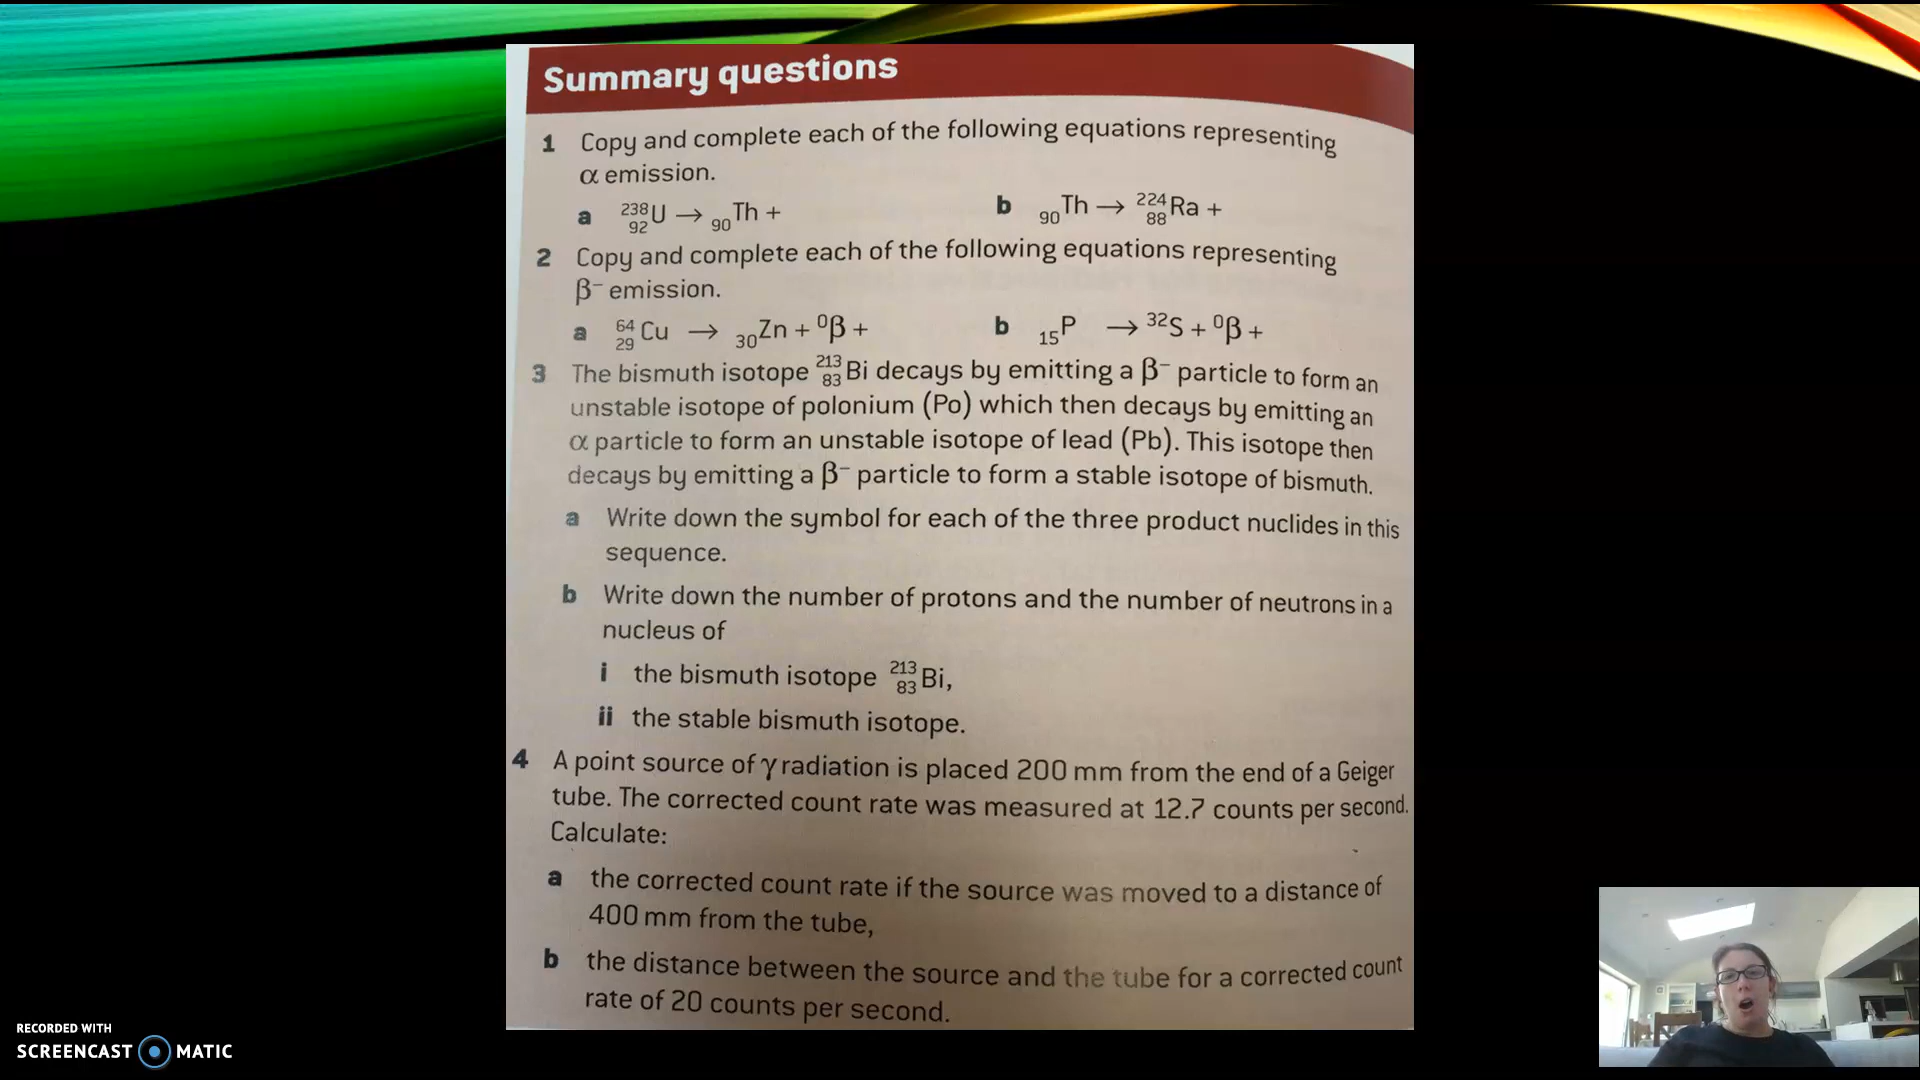 Summary questions
1 Copy and complete each of the following equations representing
α emission.
a ²³⁸₉₂U → ₉₀Th + b ₉₀Th → ²²⁴₈₈Ra +
2 Copy and complete each of the following equations representing
β⁻ emission.
a ⁶⁴₂₉Cu → ₃₀Zn + ⁰β + b ₁₅P → ³²S + ⁰β +
3 The bismuth isotope ²¹³₈₃Bi decays by emitting a β⁻ particle to form an
unstable isotope of polonium (Po) which then decays by emitting an
α particle to form an unstable isotope of lead (Pb). This isotope then
decays by emitting a β⁻ particle to form a stable isotope of bismuth.
a Write down the symbol for each of the three product nuclides in this
sequence.
b Write down the number of protons and the number of neutrons in a
nucleus of
i the bismuth isotope ²¹³₈₃Bi,
ii the stable bismuth isotope.
4 A point source of γ radiation is placed 200 mm from the end of a Geiger
tube. The corrected count rate was measured at 12.7 counts per second.
Calculate:
a the corrected count rate if the source was moved to a distance of
400 mm from the tube,
b the distance between the source and the tube for a corrected count
rate of 20 counts per second.
RECORDED WITH
SCREENCAST MATIC